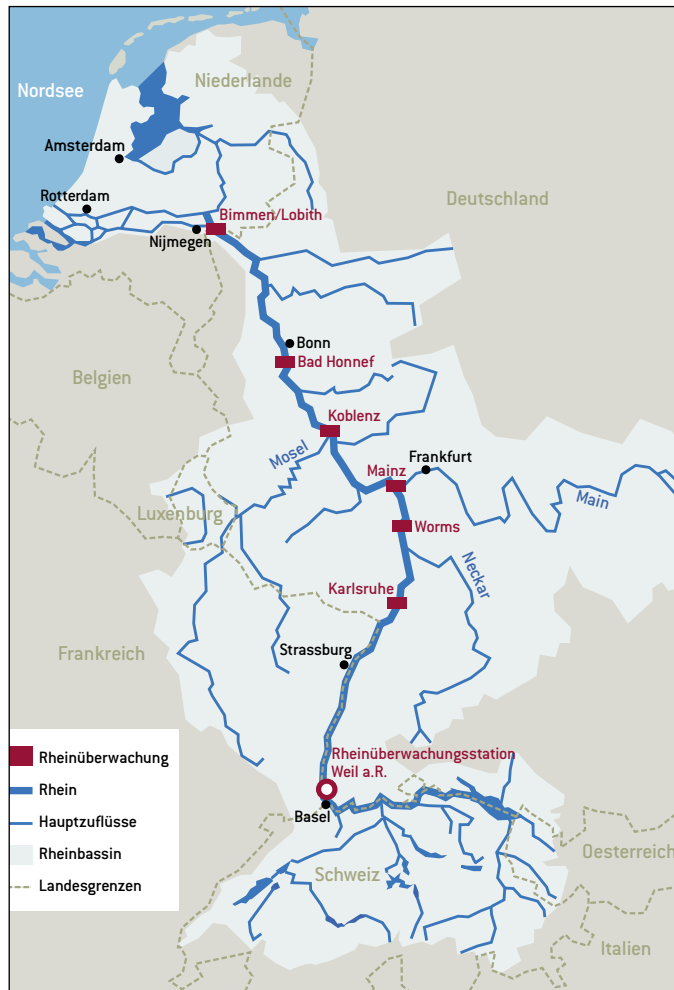 Nordsee
Niederlande
Amsterdam
Deutschland
Rotterdam
Bimmen/Lobith
Nijmegen
Bonn
Bad Honnef
Belgien
Koblenz
Mosel
Frankfurt
Mainz
Main
Luxenburg
Worms
Neckar
Karlsruhe
Strassburg
Frankreich
Rheinüberwachungsstation
Weil a.R.
Basel
Schweiz
Oesterreich
Italien
Rheinüberwachung
Rhein
Hauptzuflüsse
Rheinbassin
Landesgrenzen